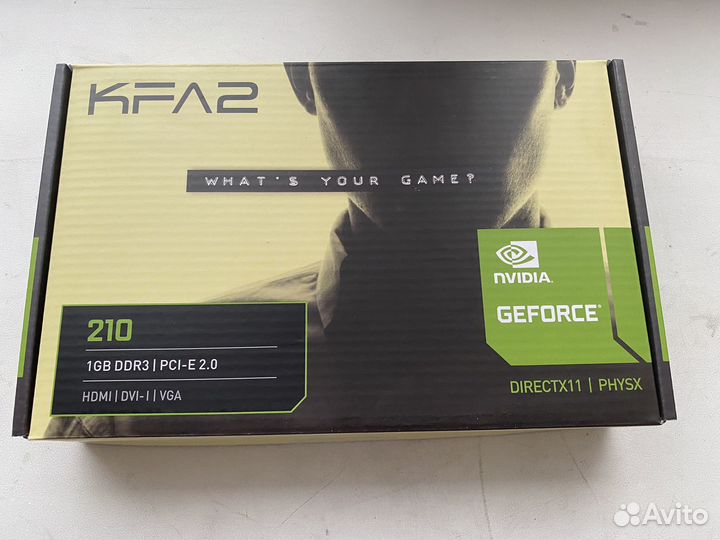 KFA2
WHAT'S YOUR GAME?
NVIDIA.
GEFORCE®
210
1GB DDR3 | PCI-E 2.0
HDMI | DVI-I | VGA
DIRECTX11 | PHYSX
Avito